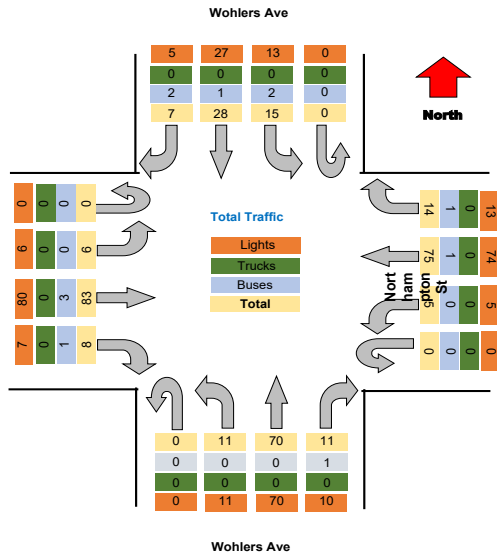 Wohlers Ave
5 27 13 0
0 0 0 0
2 1 2 0
7 28 15 0
North
0 0 0 0
6 0 0 6
80 0 3 83
7 0 1 8
Total Traffic
Lights
Trucks
Buses
Total
14 1 0 13
75 1 0 74
5 0 0 5
0 0 0 0
Nort
ham
pton
St
0 11 70 11
0 0 0 1
0 0 0 0
0 11 70 10
Wohlers Ave